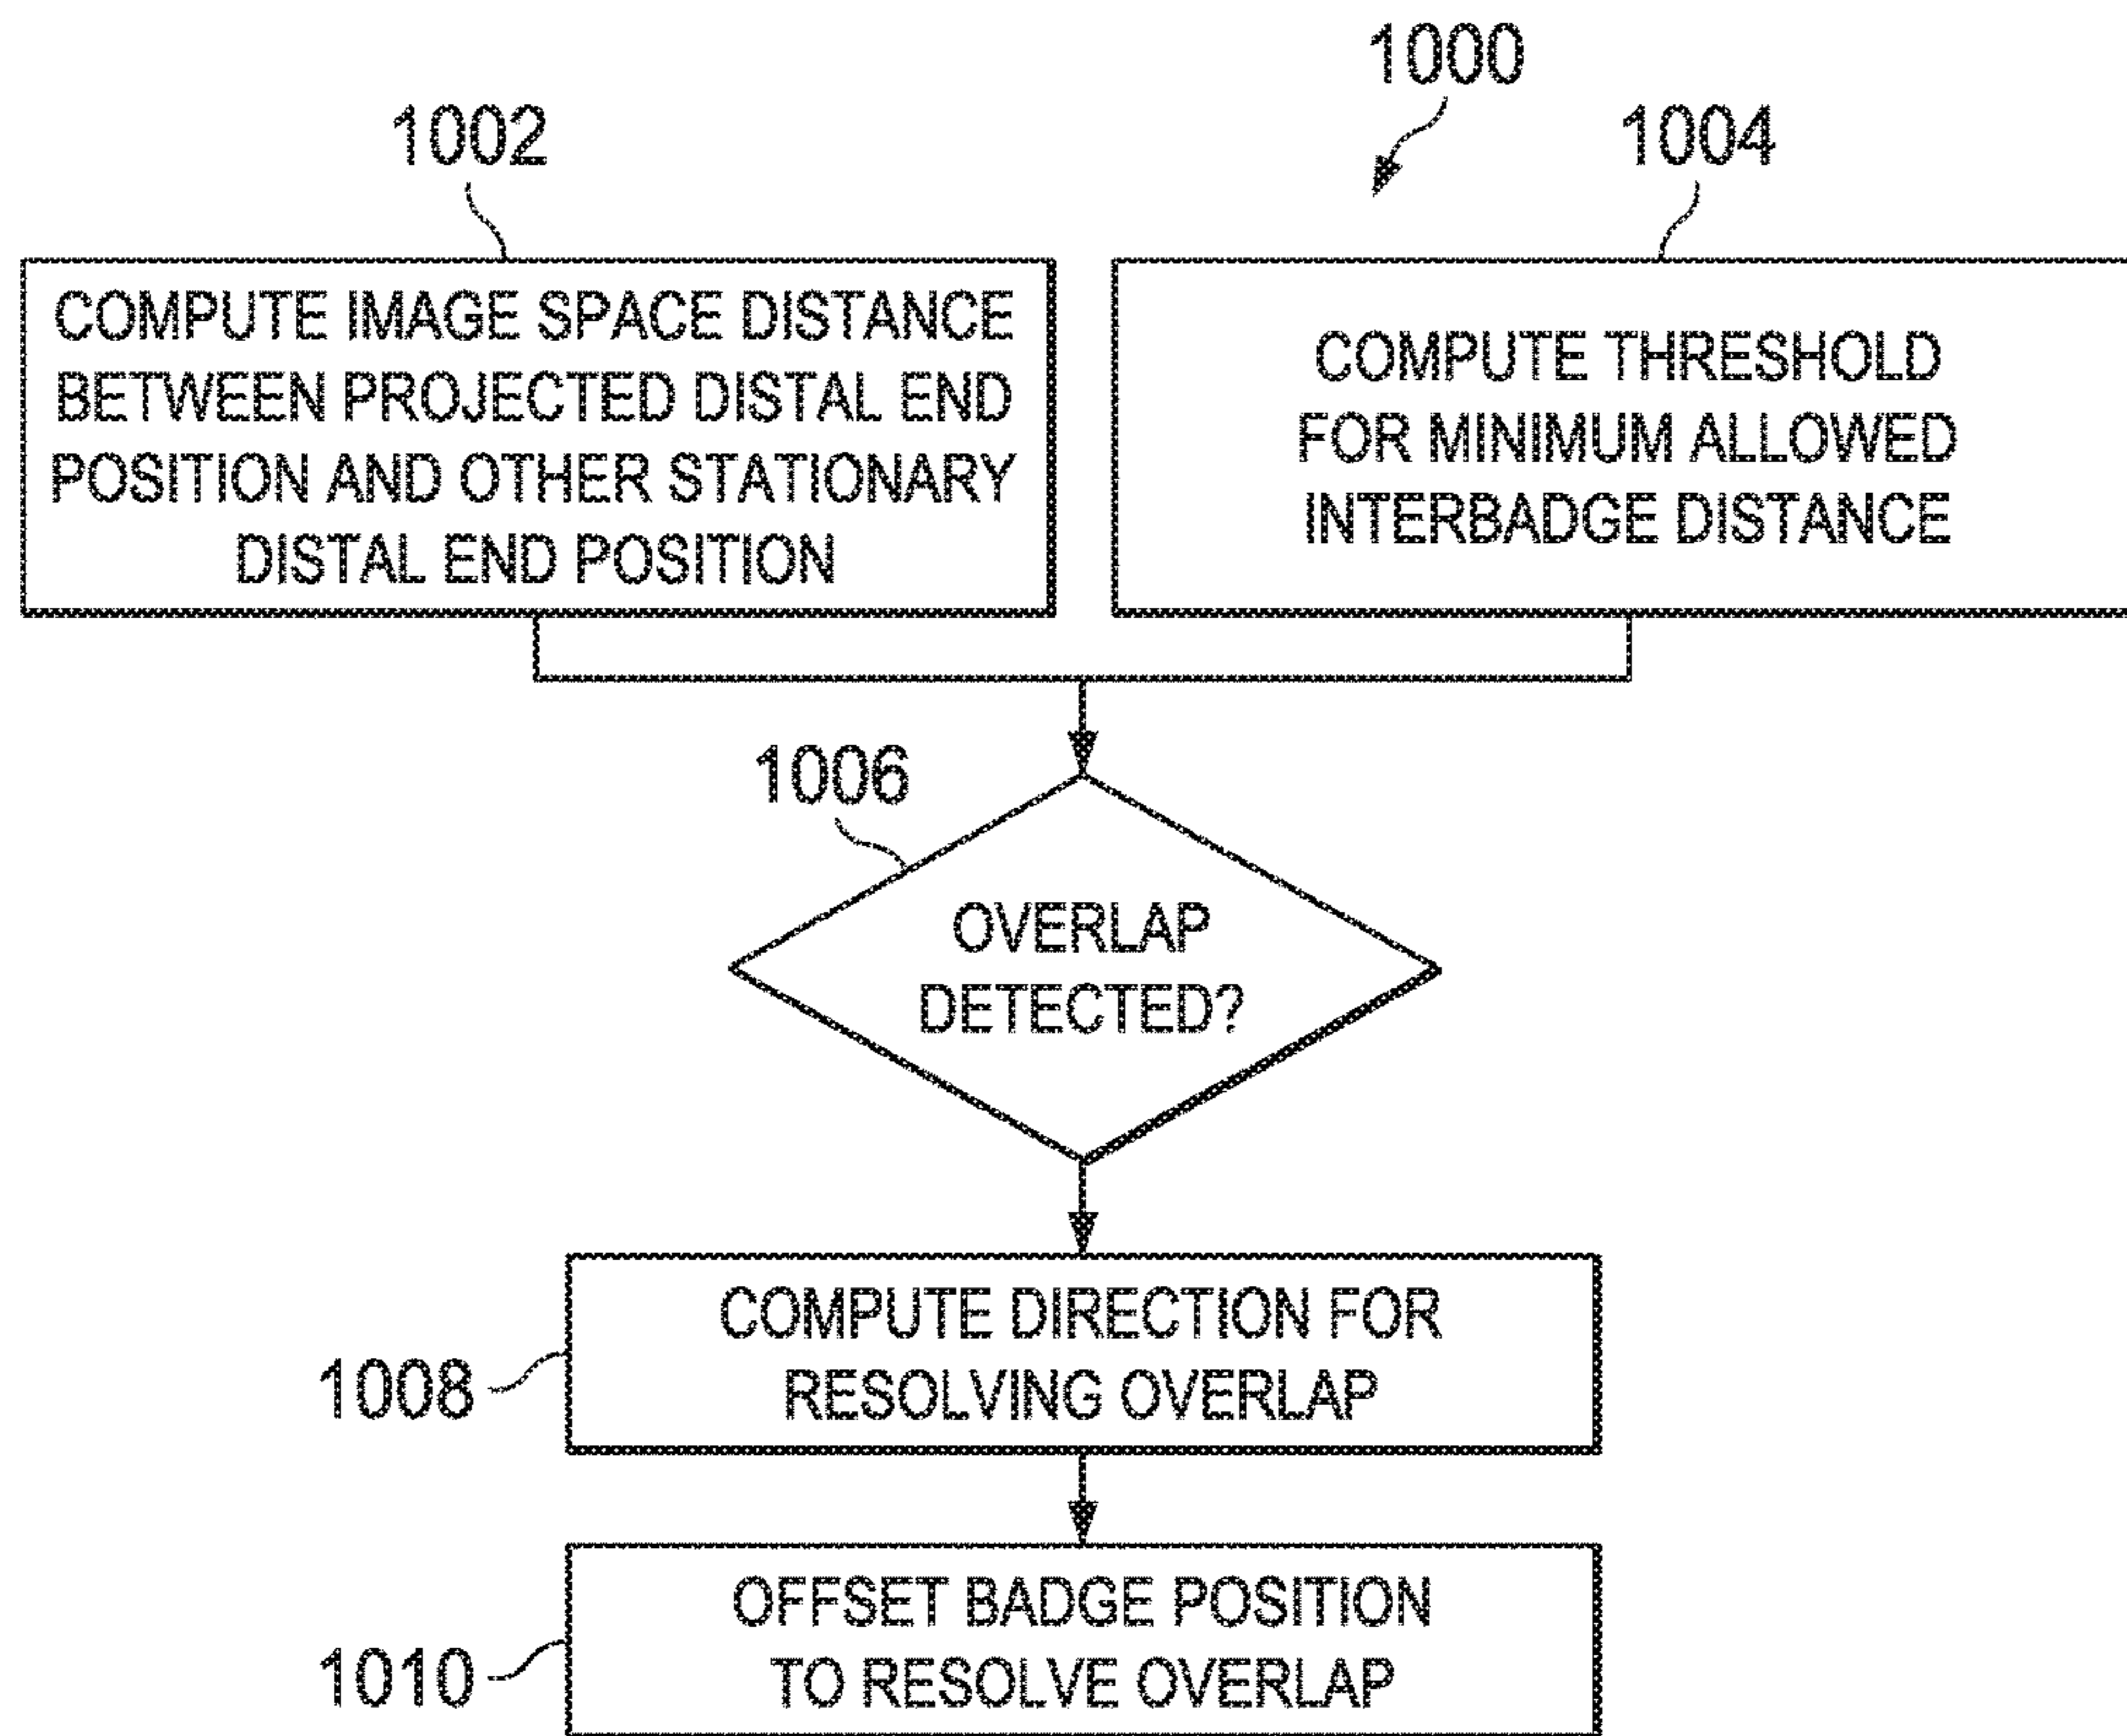 1000
1002
1004
COMPUTE IMAGE SPACE DISTANCE
BETWEEN PROJECTED DISTAL END
POSITION AND OTHER STATIONARY
DISTAL END POSITION
COMPUTE THRESHOLD
FOR MINIMUM ALLOWED
INTERBADGE DISTANCE
1006
OVERLAP
DETECTED?
COMPUTE DIRECTION FOR
RESOLVING OVERLAP
1008
OFFSET BADGE POSITION
TO RESOLVE OVERLAP
1010